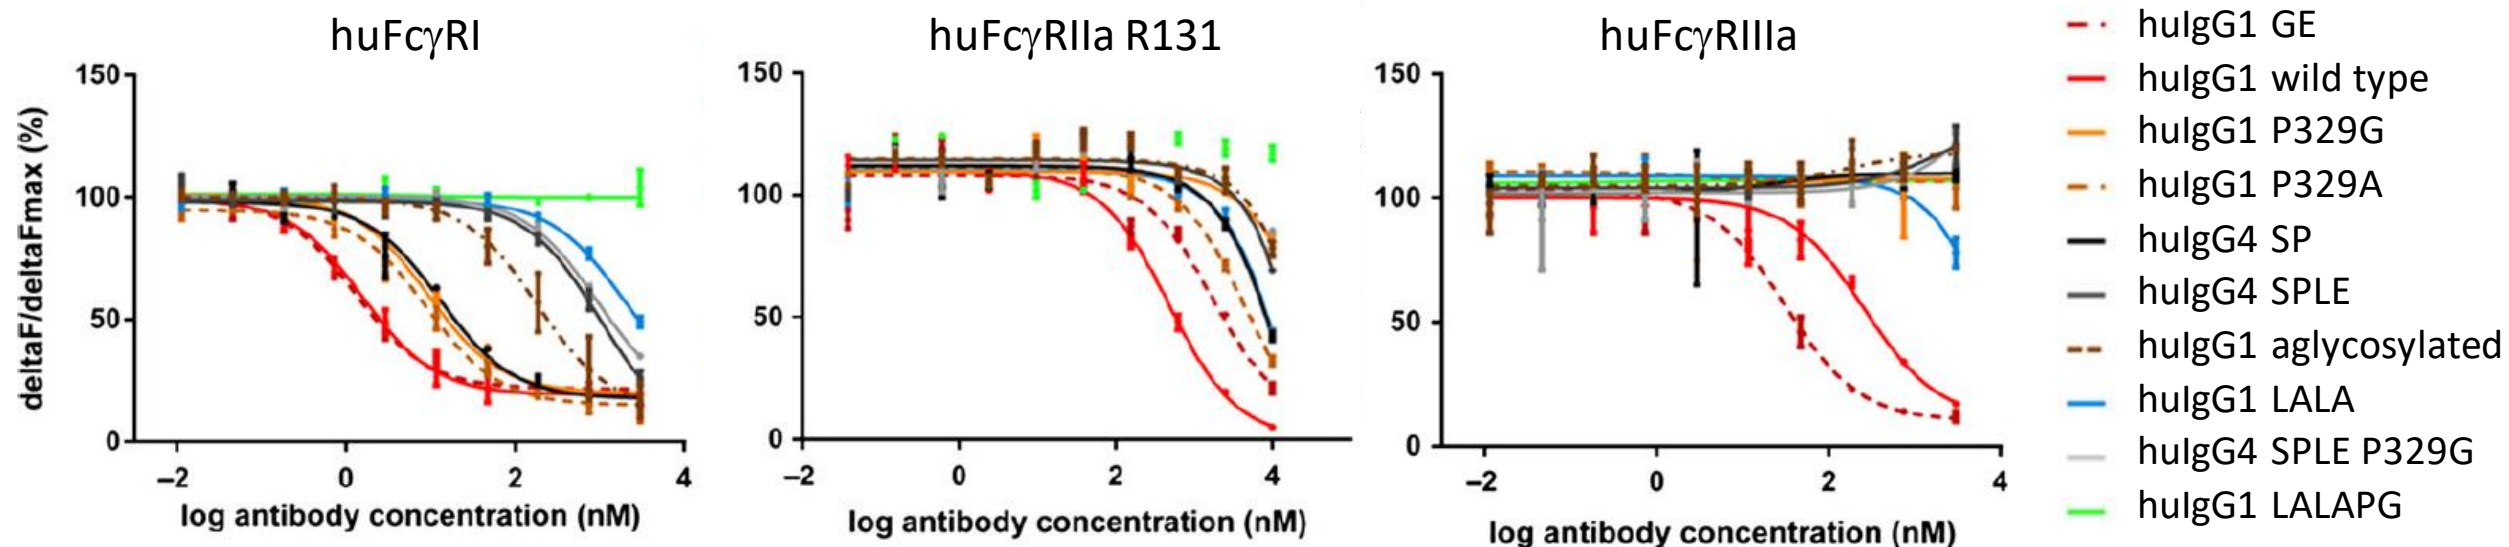 huFcγRI
150
100
50
0
−2
0
2
4
deltaF/deltaFmax (%)
log antibody concentration (nM)
huFcγRIIa R131
150
100
50
0
−2
0
2
4
log antibody concentration (nM)
huFcγRIIIa
150
100
50
0
−2
0
2
4
log antibody concentration (nM)
huIgG1 GE
huIgG1 wild type
huIgG1 P329G
huIgG1 P329A
huIgG4 SP
huIgG4 SPLE
huIgG1 aglycosylated
huIgG1 LALA
huIgG4 SPLE P329G
huIgG1 LALAPG